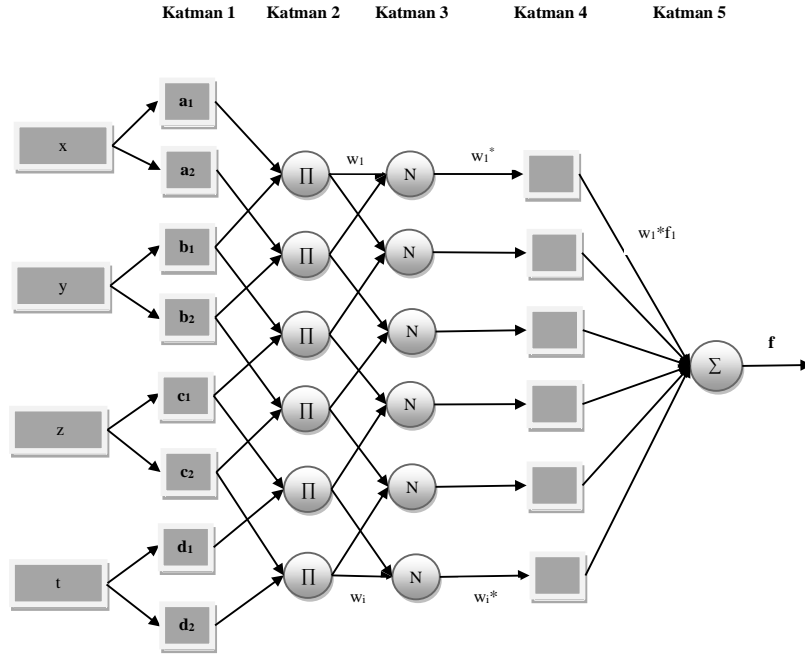 Katman 1 Katman 2 Katman 3 Katman 4 Katman 5
x
y
z
t
a₁
a₂
b₁
b₂
c₁
c₂
d₁
d₂
∏
∏
∏
∏
∏
∏
w₁
wᵢ
N
N
N
N
N
N
w₁*
wᵢ*
w₁*f₁
∑
f